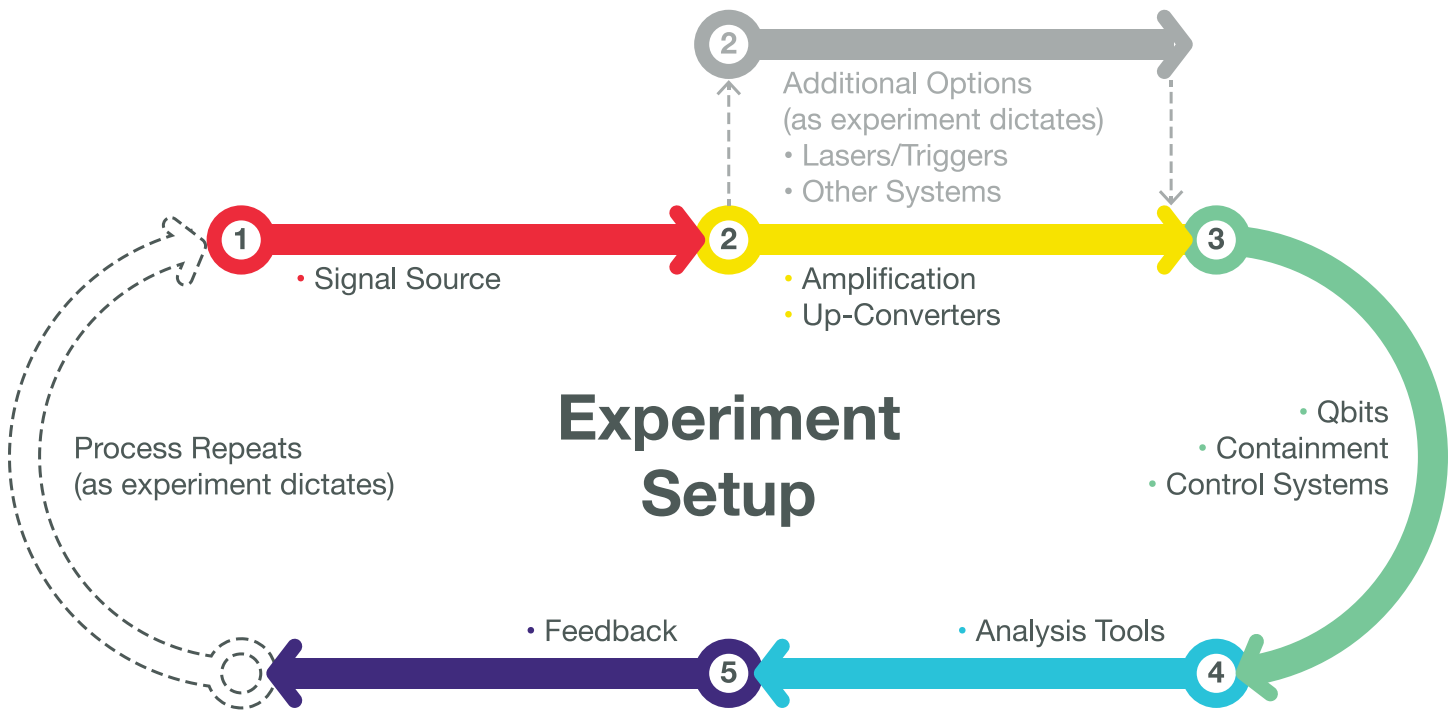 2
Additional Options
(as experiment dictates)
• Lasers/Triggers
• Other Systems
1
2
3
• Signal Source
• Amplification
• Up-Converters
Experiment
Setup
• Qbits
• Containment
• Control Systems
Process Repeats
(as experiment dictates)
• Feedback
• Analysis Tools
5
4